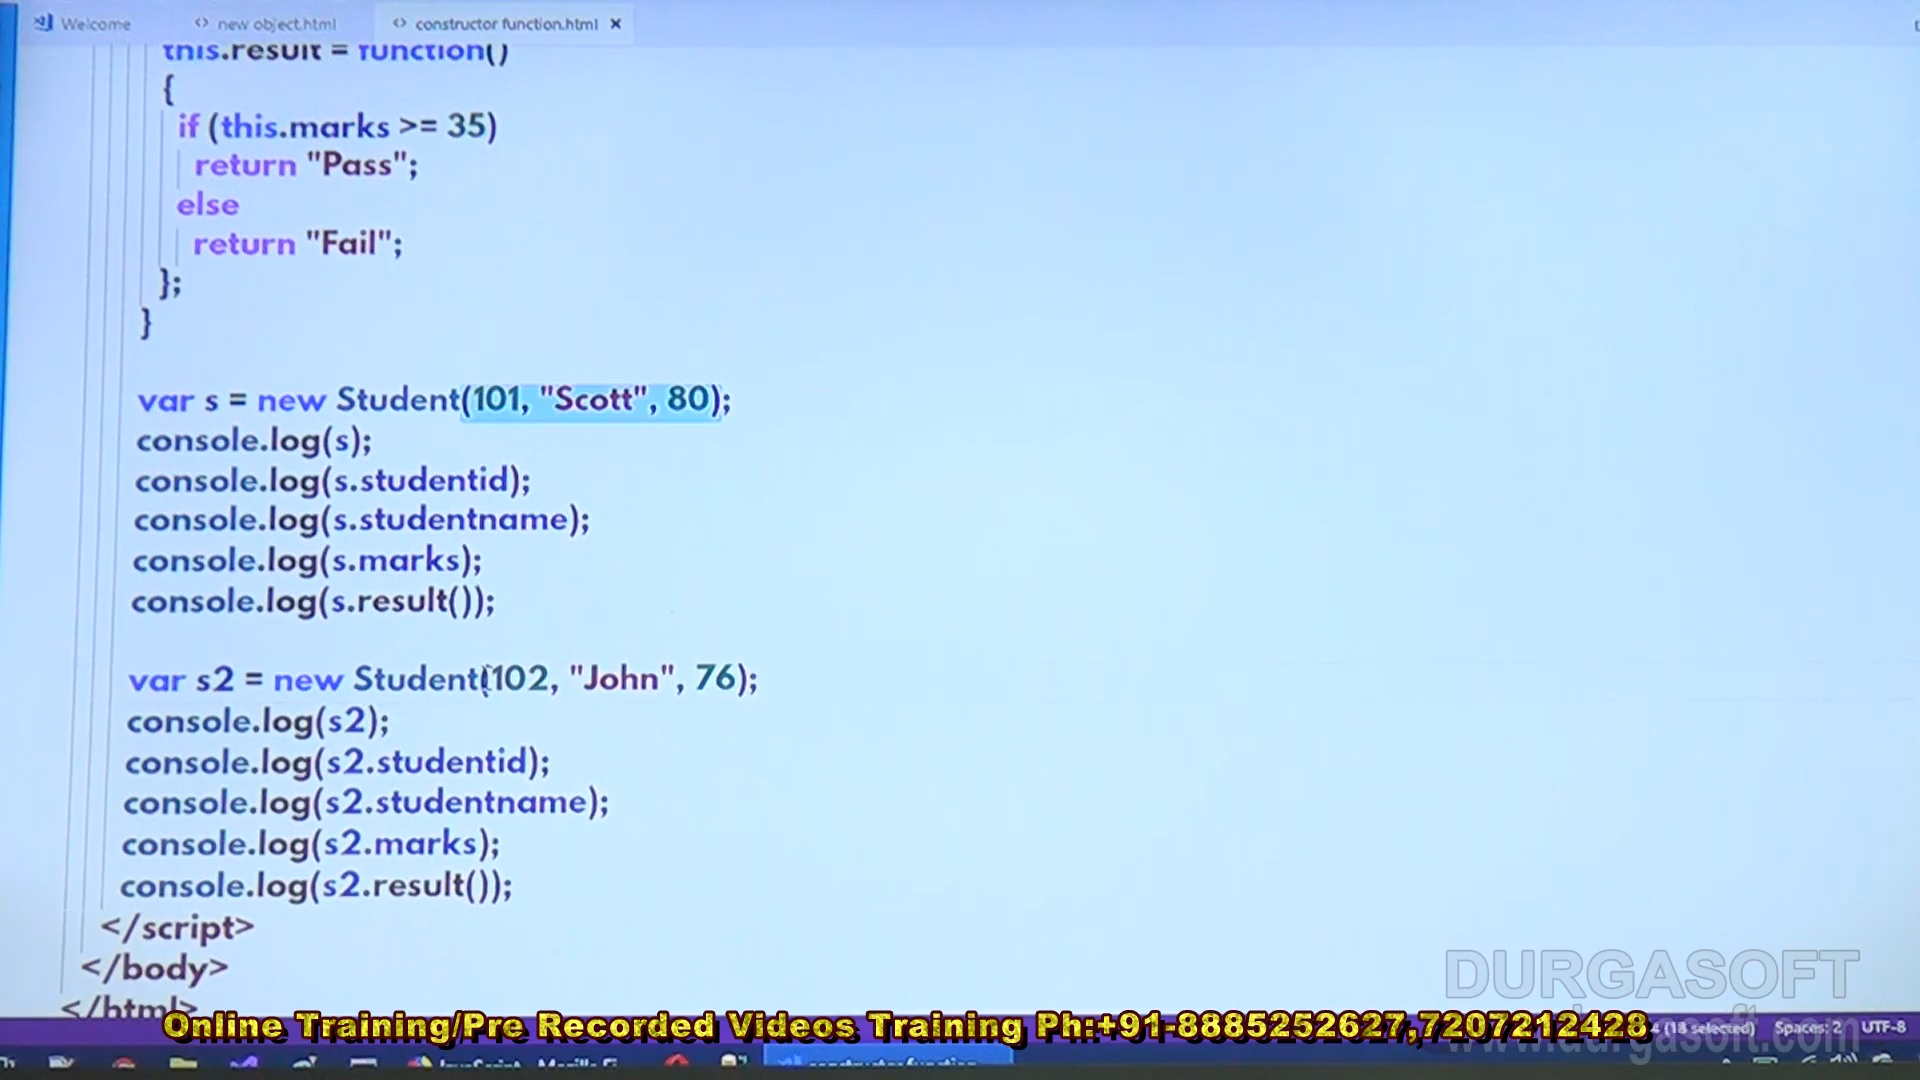 Welcome
<> new object.html
<> constructor function.html ×
this.result = function()
{
if (this.marks >= 35)
return "Pass";
else
return "Fail";
};
}
var s = new Student(101, "Scott", 80);
console.log(s);
console.log(s.studentid);
console.log(s.studentname);
console.log(s.marks);
console.log(s.result());
var s2 = new Student(102, "John", 76);
console.log(s2);
console.log(s2.studentid);
console.log(s2.studentname);
console.log(s2.marks);
console.log(s2.result());
</script>
</body>
</html>
DURGASOFT
Online Training/Pre Recorded Videos Training Ph:+91-8885252627,7207212428
(18 selected) Spaces: 2 UTF-8
www.durgasoft.com